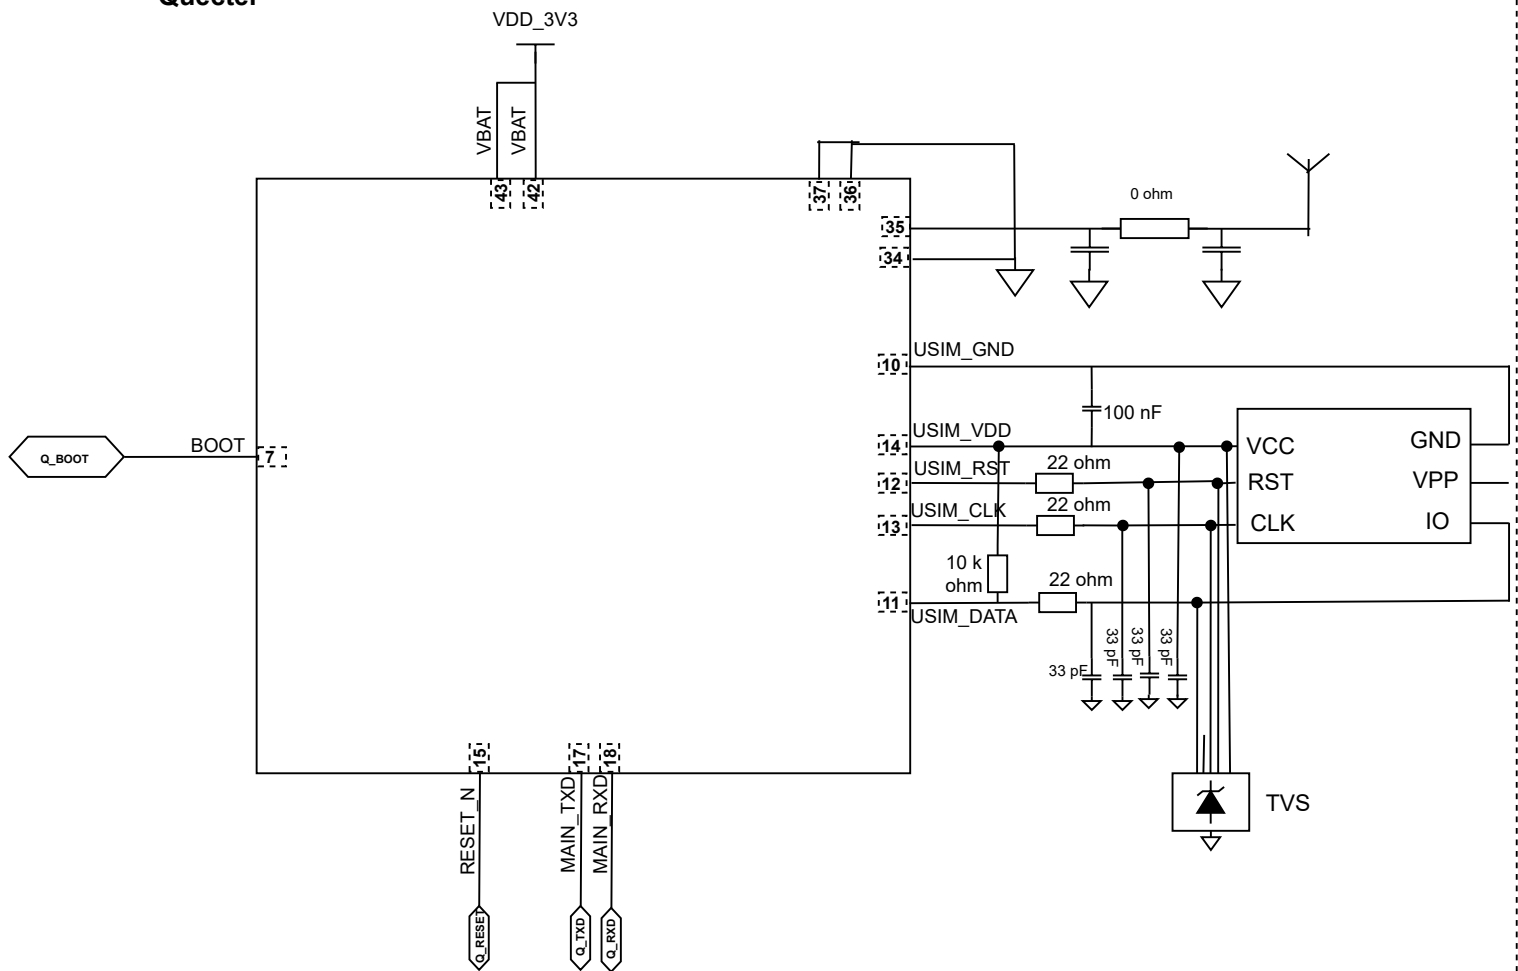 Quectel
VDD_3V3
VBAT
VBAT
43
42
37
36
35
34
0 ohm
10
USIM_GND
100 nF
14
USIM_VDD
12
USIM_RST
22 ohm
13
USIM_CLK
22 ohm
10 k
ohm
11
USIM_DATA
22 ohm
VCC
RST
CLK
GND
VPP
IO
33 pF
33 pF
33 pF
33 pF
TVS
Q_BOOT
BOOT
7
15
17
18
RESET_N
MAIN_TXD
MAIN_RXD
Q_RESET
Q_TXD
Q_RXD